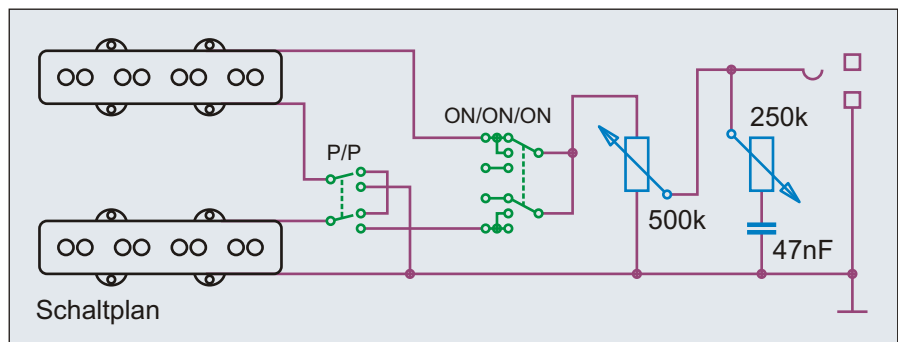 ON/ON/ON
P/P
250k
500k
47nF
Schaltplan